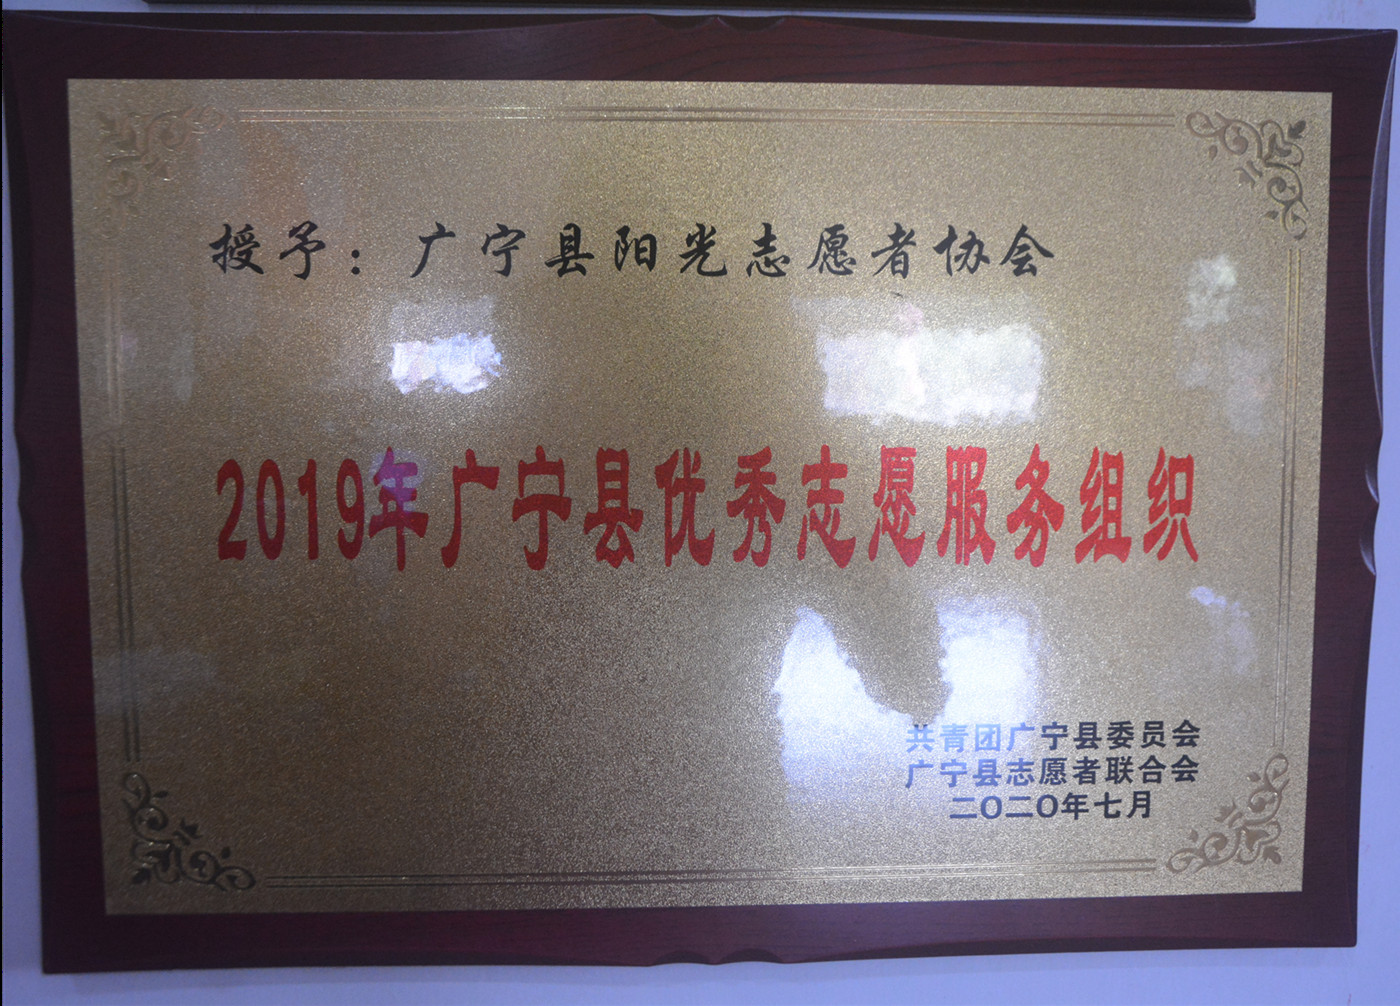 授予：广宁县阳光志愿者协会
2019年广宁县优秀志愿服务组织
共青团广宁县委员会
广宁县志愿者联合会
二〇二〇年七月